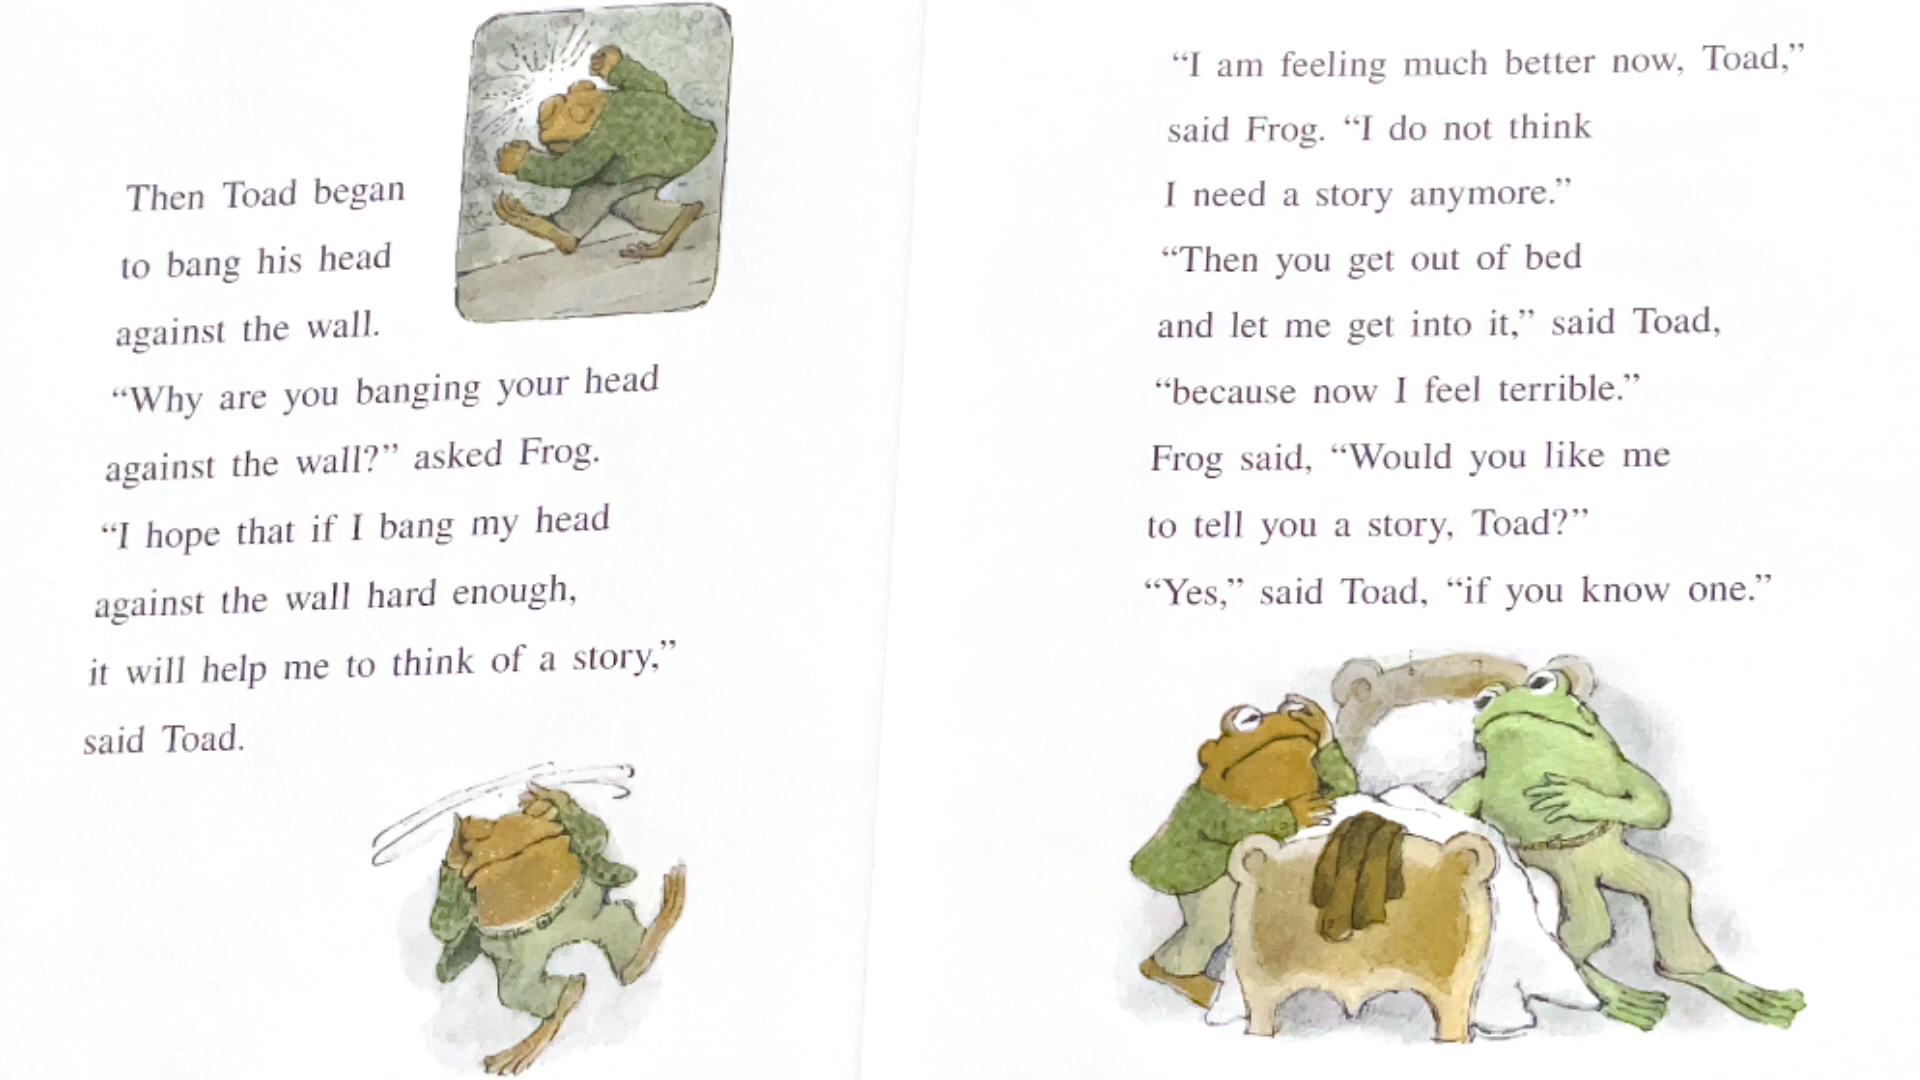 Then Toad began
to bang his head
against the wall.
“Why are you banging your head
against the wall?” asked Frog.
“I hope that if I bang my head
against the wall hard enough,
it will help me to think of a story,”
said Toad.
“I am feeling much better now, Toad,”
said Frog. “I do not think
I need a story anymore.”
“Then you get out of bed
and let me get into it,” said Toad,
“because now I feel terrible.”
Frog said, “Would you like me
to tell you a story, Toad?”
“Yes,” said Toad, “if you know one.”